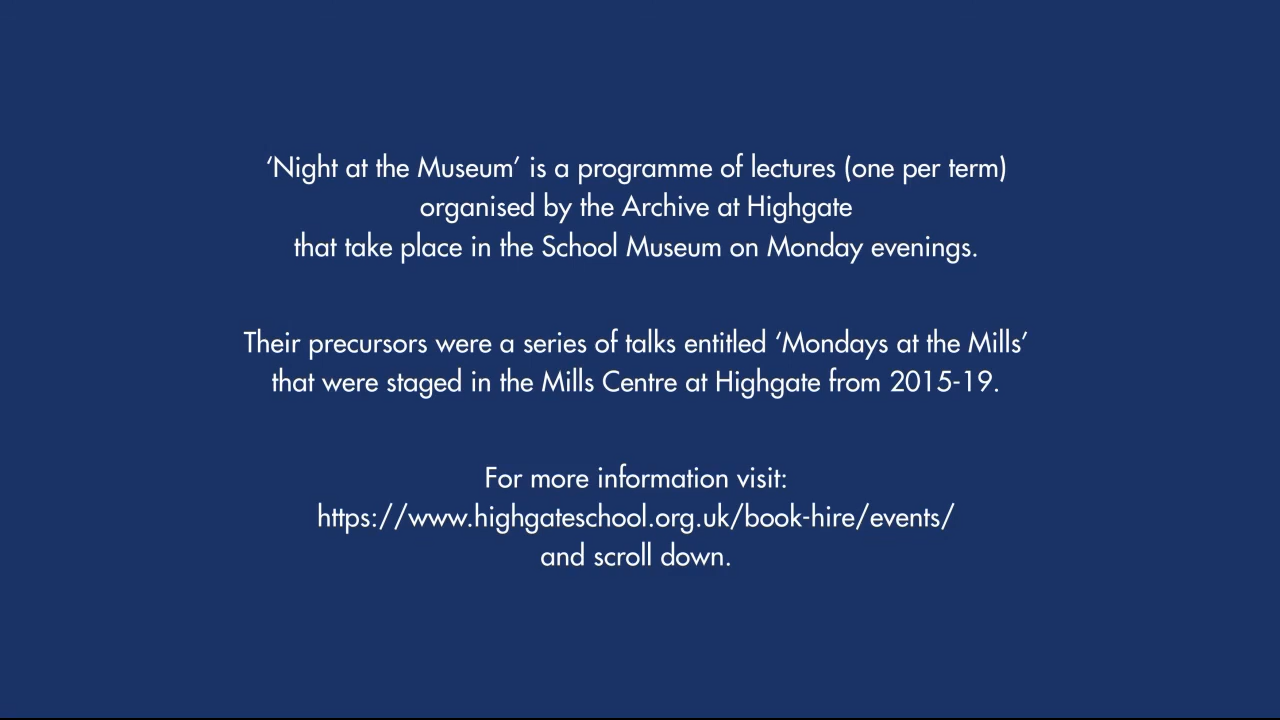 ‘Night at the Museum’ is a programme of lectures (one per term)
organised by the Archive at Highgate
that take place in the School Museum on Monday evenings.
Their precursors were a series of talks entitled ‘Mondays at the Mills’
that were staged in the Mills Centre at Highgate from 2015-19.
For more information visit:
https://www.highgateschool.org.uk/book-hire/events/
and scroll down.